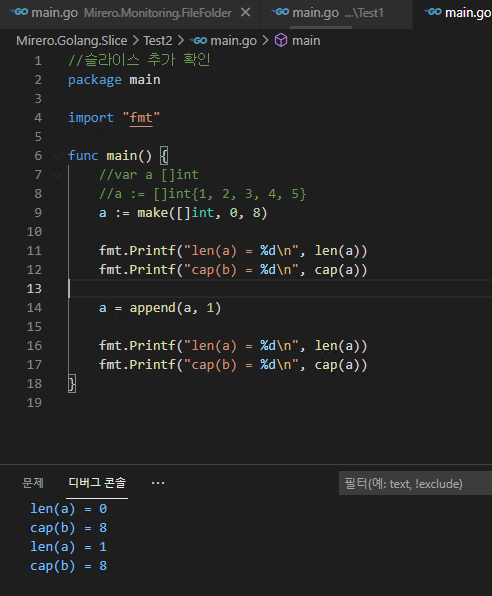 main.go Mirero.Monitoring.FileFolder × main.go ...\Test1 main.go
Mirero.Golang.Slice > Test2 > main.go > main
1 //슬라이스 추가 확인
2 package main
3
4 import "fmt"
5
6 func main() {
7 //var a []int
8 //a := []int{1, 2, 3, 4, 5}
9 a := make([]int, 0, 8)
10
11 fmt.Printf("len(a) = %d\n", len(a))
12 fmt.Printf("cap(b) = %d\n", cap(a))
13
14 a = append(a, 1)
15
16 fmt.Printf("len(a) = %d\n", len(a))
17 fmt.Printf("cap(b) = %d\n", cap(a))
18 }
19
문제 디버그 콘솔 ··· 필터(예: text, !exclude)
len(a) = 0
cap(b) = 8
len(a) = 1
cap(b) = 8